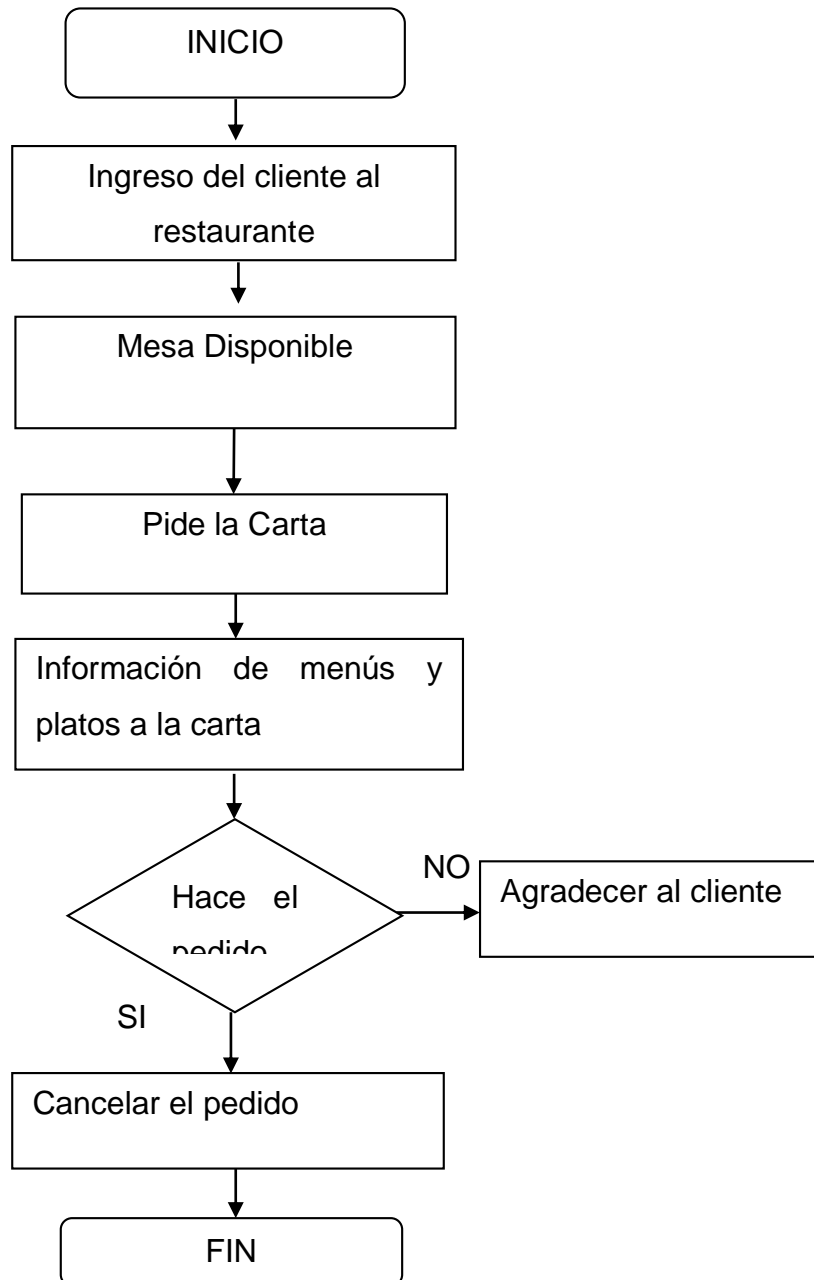 INICIO
Ingreso del cliente al
restaurante
Mesa Disponible
Pide la Carta
Información de menús y
platos a la carta
Hace el
pedido
NO
Agradecer al cliente
SI
Cancelar el pedido
FIN